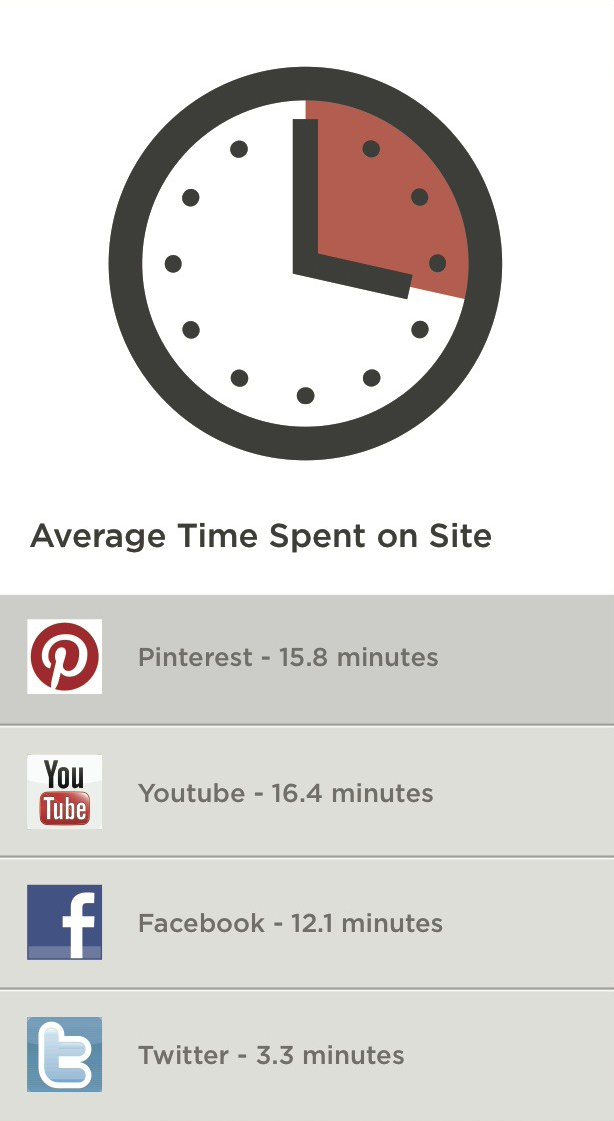 Average Time Spent on Site
Pinterest - 15.8 minutes
You
Tube
Youtube - 16.4 minutes
f
Facebook - 12.1 minutes
t
Twitter - 3.3 minutes